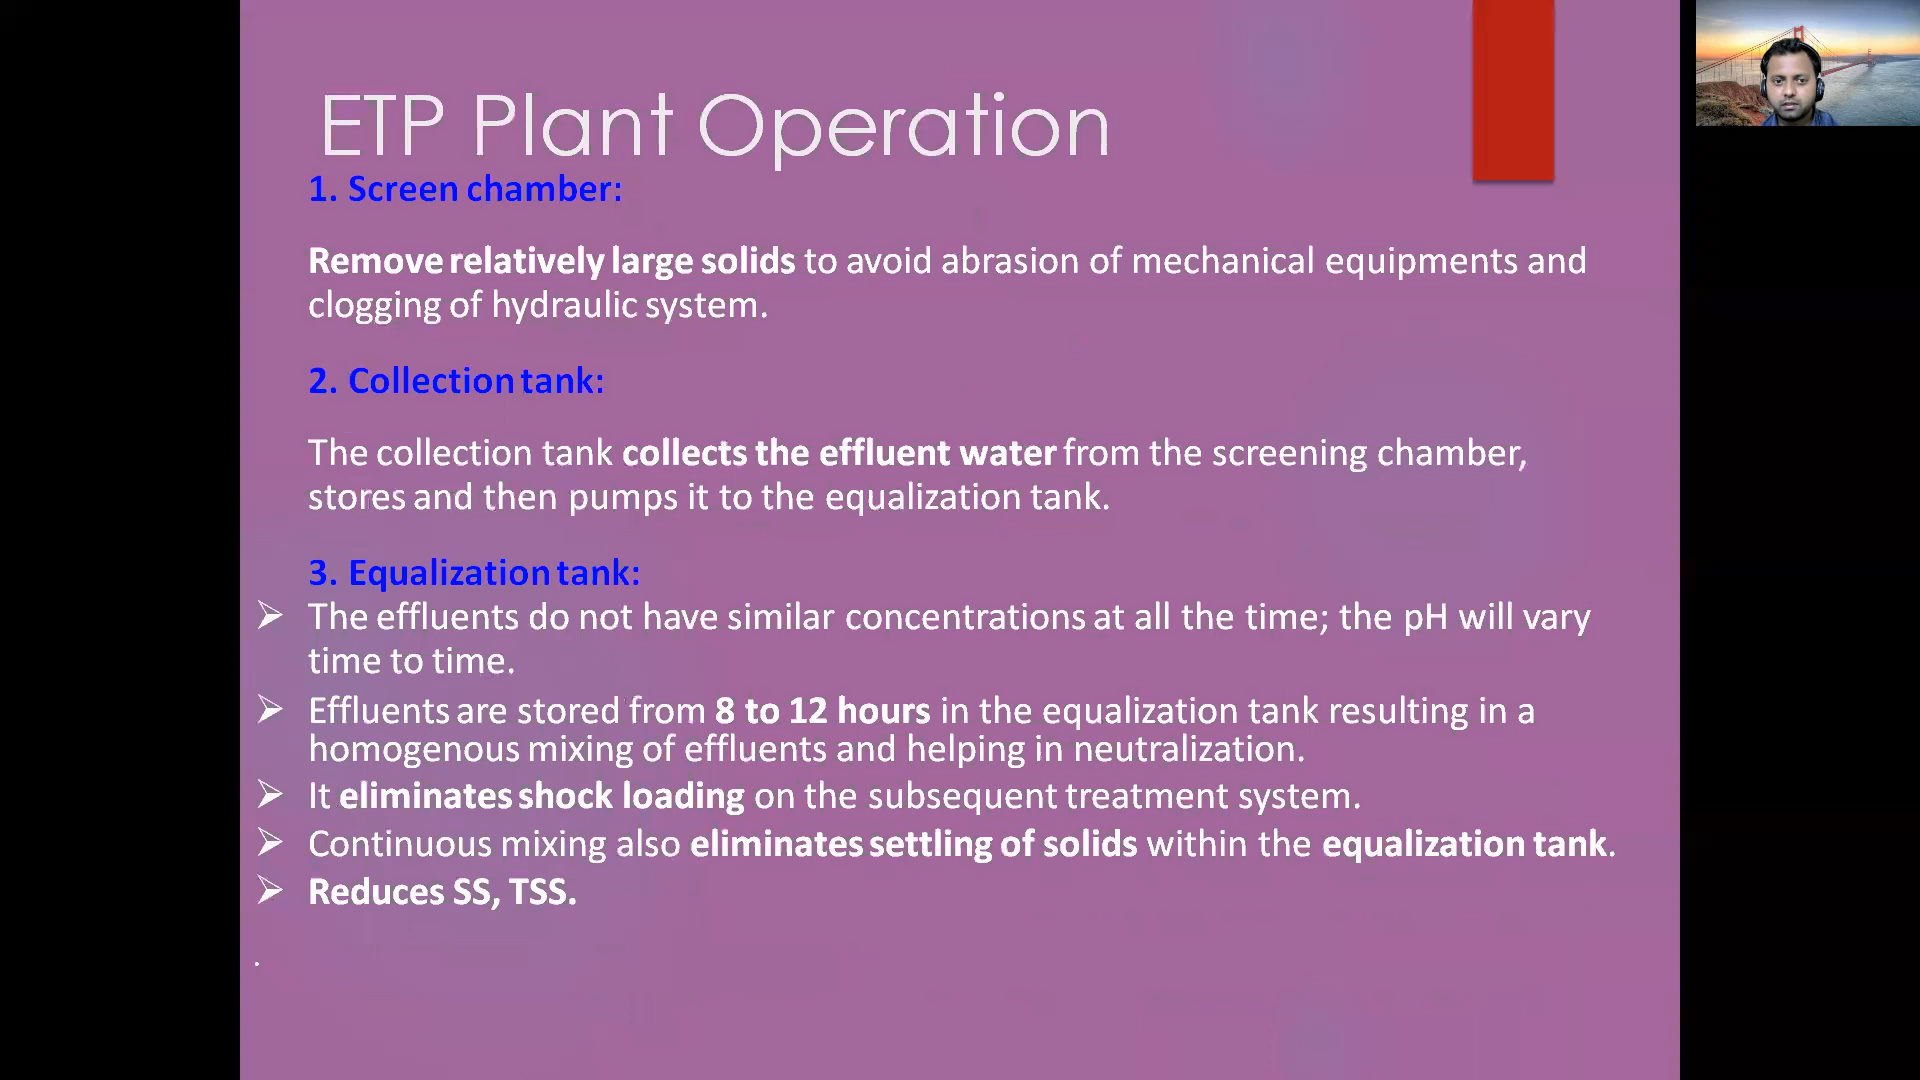 ETP Plant Operation
1. Screen chamber:
Remove relatively large solids to avoid abrasion of mechanical equipments and
clogging of hydraulic system.
2. Collection tank:
The collection tank collects the effluent water from the screening chamber,
stores and then pumps it to the equalization tank.
3. Equalization tank:
➢ The effluents do not have similar concentrations at all the time; the pH will vary
time to time.
➢ Effluents are stored from 8 to 12 hours in the equalization tank resulting in a
homogenous mixing of effluents and helping in neutralization.
➢ It eliminates shock loading on the subsequent treatment system.
➢ Continuous mixing also eliminates settling of solids within the equalization tank.
➢ Reduces SS, TSS.
.